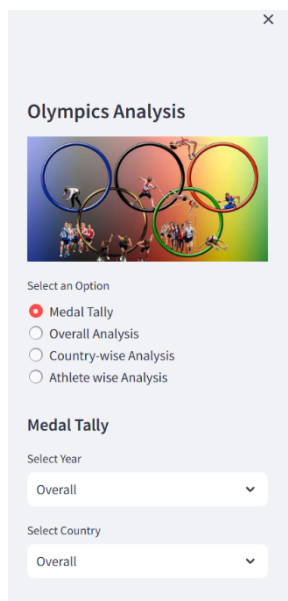 Olympics Analysis
Select an Option
Medal Tally
Overall Analysis
Country-wise Analysis
Athlete wise Analysis
Medal Tally
Select Year
Overall
Select Country
Overall